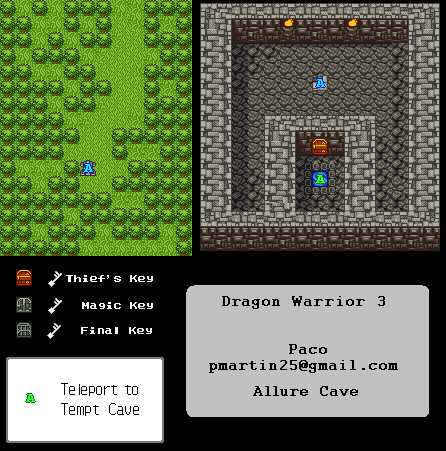 A
A
A
Thief's Key
Magic Key
Final Key
A
Teleport to
Tempt Cave
Dragon Warrior 3
Paco
pmartin25@gmail.com
Allure Cave